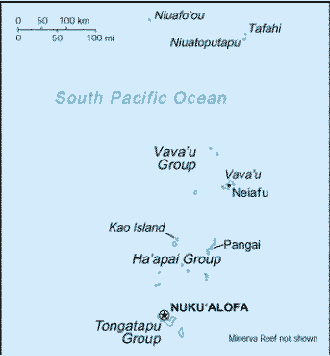 Niuafo'ou
0 50 100 km
0 50 100 mi
Tafahi
Niuatoputapu
South Pacific Ocean
Vava'u
Group
Vava'u
Neiafu
Kao Island
Pangai
Ha'apai Group
NUKU'ALOFA
Tongatapu
Group
Minerva Reef not shown